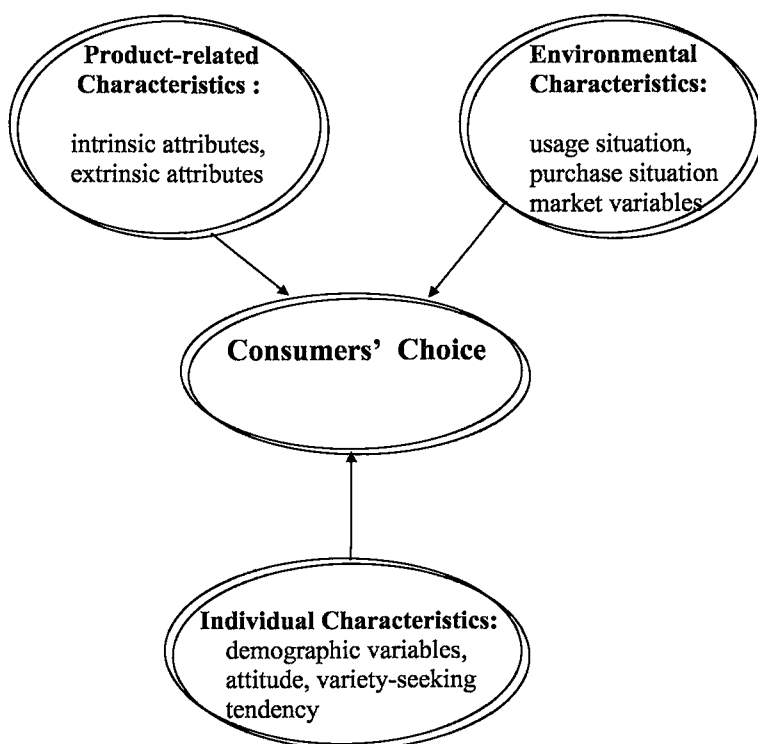 Product-related
Characteristics :
intrinsic attributes,
extrinsic attributes
Environmental
Characteristics:
usage situation,
purchase situation
market variables
Consumers’ Choice
Individual Characteristics:
demographic variables,
attitude, variety-seeking
tendency